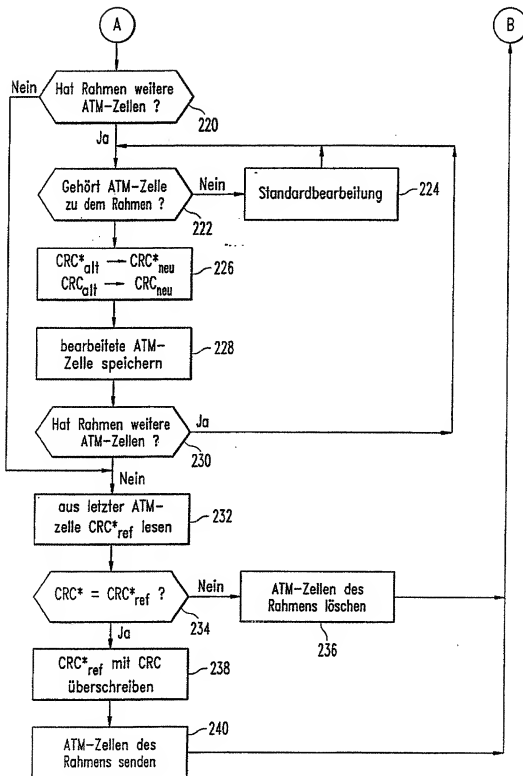 A
B
Nein
Hat Rahmen weitere
ATM-Zellen ?
220
Ja
Gehört ATM-Zelle
zu dem Rahmen ?
222
Nein
Standardbearbeitung
224
CRC*alt → CRC*neu
CRCalt → CRCneu
226
bearbeitete ATM-
Zelle speichern
228
Hat Rahmen weitere
ATM-Zellen ?
230
Ja
Nein
aus letzter ATM-
zelle CRC*ref lesen
232
CRC* = CRC*ref ?
234
Nein
ATM-Zellen des
Rahmens löschen
236
Ja
CRC*ref mit CRC
überschreiben
238
240
ATM-Zellen des
Rahmens senden